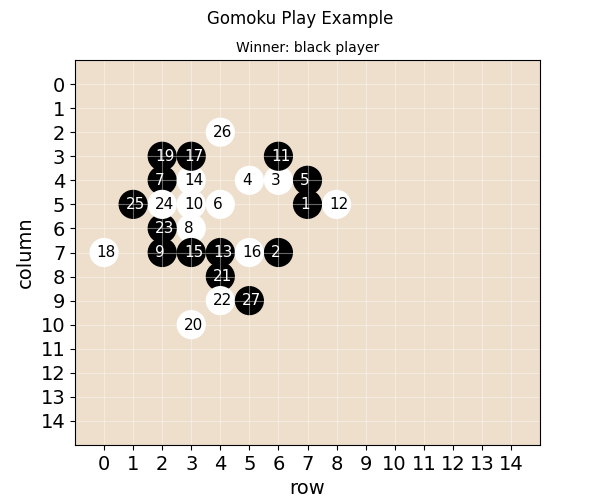 Gomoku Play Example
Winner: black player
0
1
2 26
3 19 17 11
4 7 14 4 3 5
5 25 24 10 6 1 12
6 23 8
7 18 9 15 13 16 2
8 21
9 22 27
10 20
11
12
13
14
column
0 1 2 3 4 5 6 7 8 9 10 11 12 13 14
row